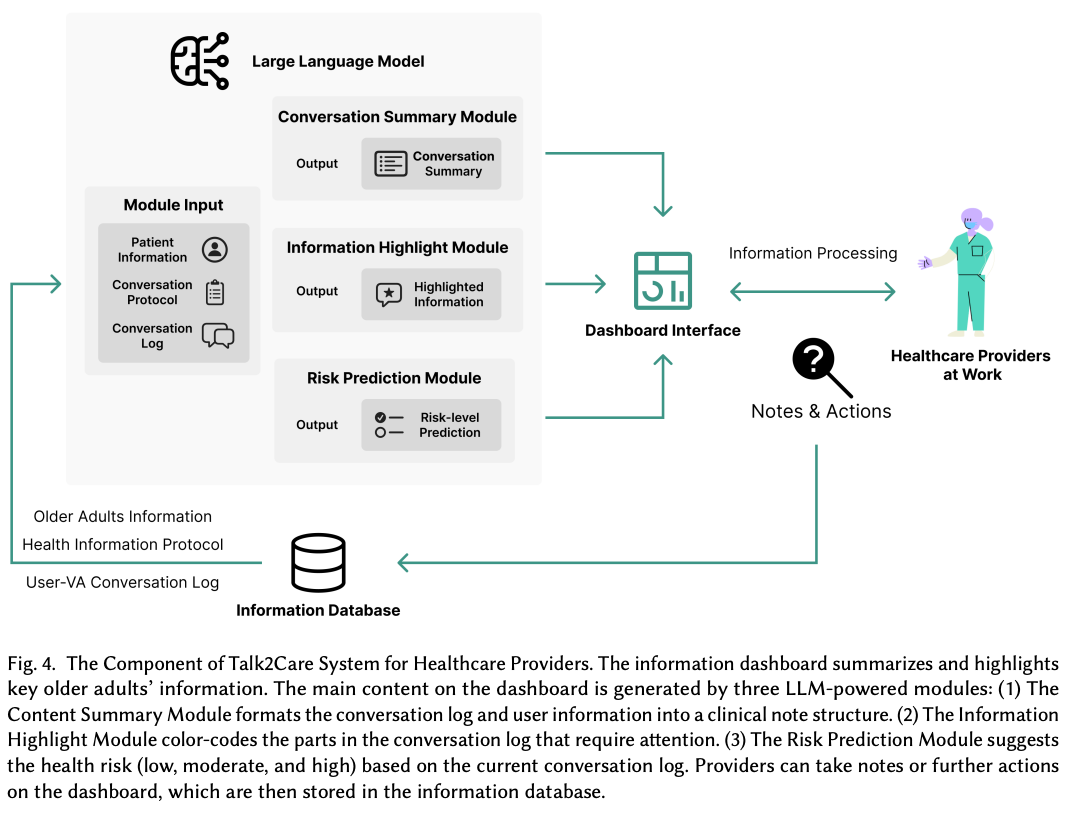 Large Language Model
Conversation Summary Module
Output
Conversation
Summary
Module Input
Patient
Information
Conversation
Protocol
Conversation
Log
Information Highlight Module
Output
Highlighted
Information
Risk Prediction Module
Output
Risk-level
Prediction
Dashboard Interface
Information Processing
Healthcare Providers
at Work
?
Notes & Actions
Older Adults Information
Health Information Protocol
User-VA Conversation Log
Information Database
Fig. 4. The Component of Talk2Care System for Healthcare Providers. The information dashboard summarizes and highlights
key older adults’ information. The main content on the dashboard is generated by three LLM-powered modules: (1) The
Content Summary Module formats the conversation log and user information into a clinical note structure. (2) The Information
Highlight Module color-codes the parts in the conversation log that require attention. (3) The Risk Prediction Module suggests
the health risk (low, moderate, and high) based on the current conversation log. Providers can take notes or further actions
on the dashboard, which are then stored in the information database.